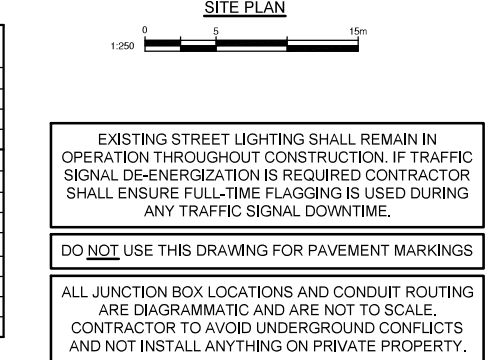 SITE PLAN
0 5 15m
1:250
EXISTING STREET LIGHTING SHALL REMAIN IN
OPERATION THROUGHOUT CONSTRUCTION. IF TRAFFIC
SIGNAL DE-ENERGIZATION IS REQUIRED CONTRACTOR
SHALL ENSURE FULL-TIME FLAGGING IS USED DURING
ANY TRAFFIC SIGNAL DOWNTIME.
DO NOT USE THIS DRAWING FOR PAVEMENT MARKINGS
ALL JUNCTION BOX LOCATIONS AND CONDUIT ROUTING
ARE DIAGRAMMATIC AND ARE NOT TO SCALE.
CONTRACTOR TO AVOID UNDERGROUND CONFLICTS
AND NOT INSTALL ANYTHING ON PRIVATE PROPERTY.